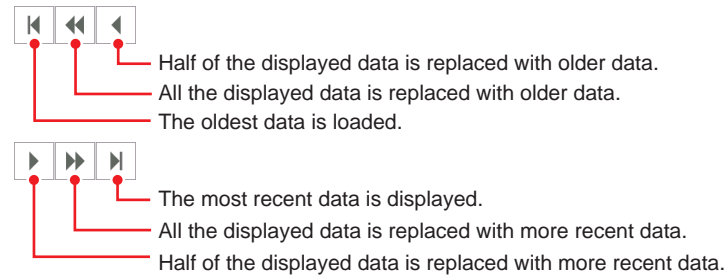 Half of the displayed data is replaced with older data.
All the displayed data is replaced with older data.
The oldest data is loaded.
The most recent data is displayed.
All the displayed data is replaced with more recent data.
Half of the displayed data is replaced with more recent data.